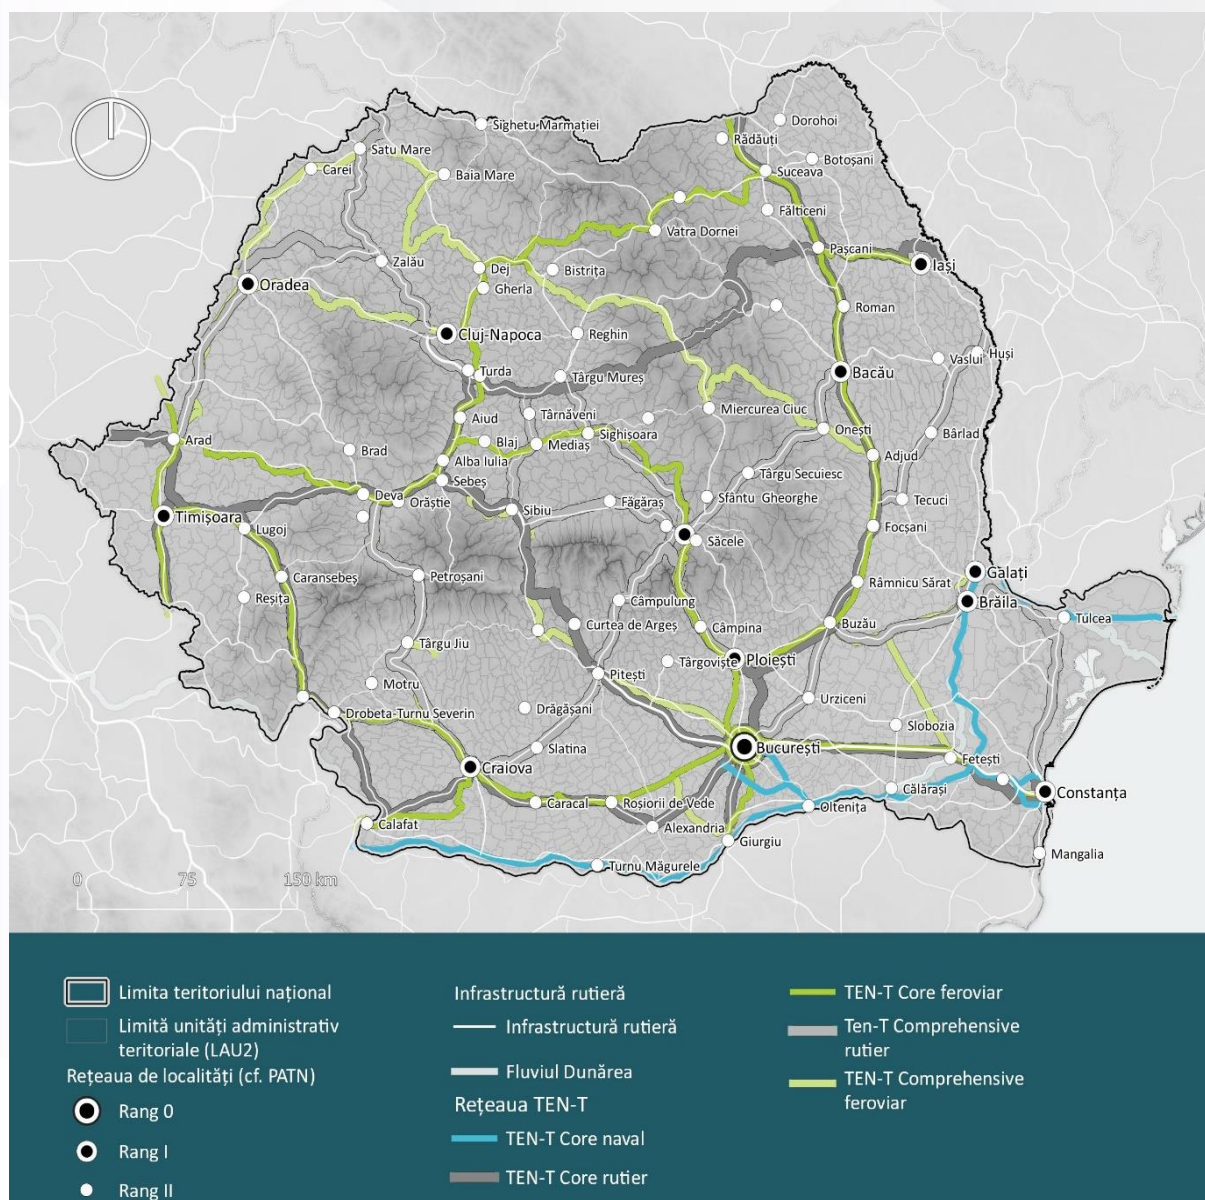 Sighetu Marmației
Dorohoi
Rădăuți
Satu Mare
Botoșani
Carei
Baia Mare
Suceava
Fălticeni
Vatra Dornei
Pașcani
Zalău
Dej
Bistrița
Iași
Oradea
Gherla
Roman
Cluj-Napoca
Reghin
Vaslui
Huși
Turda
Târgu Mureș
Bacău
Miercurea Ciuc
Aiud
Târnăveni
Onești
Bârlad
Arad
Sighișoara
Brad
Blaj
Mediaș
Adjud
Alba Iulia
Târgu Secuiesc
Sebeș
Deva
Orăștie
Făgăraș
Sfântu Gheorghe
Tecuci
Timișoara
Sibiu
Lugoj
Focșani
Săcele
Galați
Caransebeș
Petroșani
Râmnicu Sărat
Reșița
Câmpulung
Brăila
Curtea de Argeș
Câmpina
Buzău
Tulcea
Târgu Jiu
Târgoviște
Ploiești
Pitești
Motru
Urziceni
Drobeta-Turnu Severin
Drăgășani
Slobozia
Slatina
București
Fetești
Craiova
Călărași
Constanța
Caracal
Roșiorii de Vede
Oltenița
Calafat
Alexandria
Giurgiu
Mangalia
Turnu Măgurele
0 75 150 km
Limita teritoriului național
Limită unități administrativ
teritoriale (LAU2)
Rețeaua de localități (cf. PATN)
Rang 0
Rang I
Rang II
Infrastructură rutieră
Infrastructură rutieră
Fluviul Dunărea
Rețeaua TEN-T
TEN-T Core naval
TEN-T Core rutier
TEN-T Core feroviar
Ten-T Comprehensive
rutier
TEN-T Comprehensive
feroviar